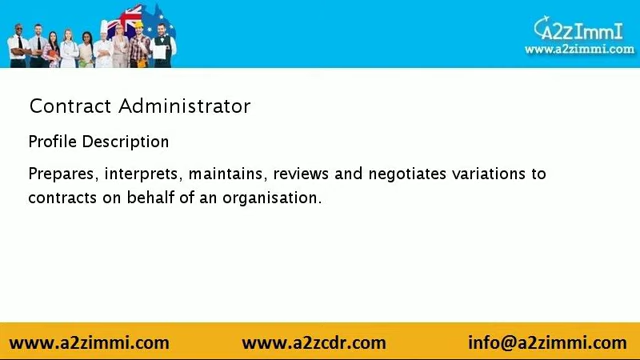 A2ZImmI
www.a2zimmi.com
Contract Administrator
Profile Description
Prepares, interprets, maintains, reviews and negotiates variations to
contracts on behalf of an organisation.
www.a2zimmi.com www.a2zcdr.com info@a2zimmi.com